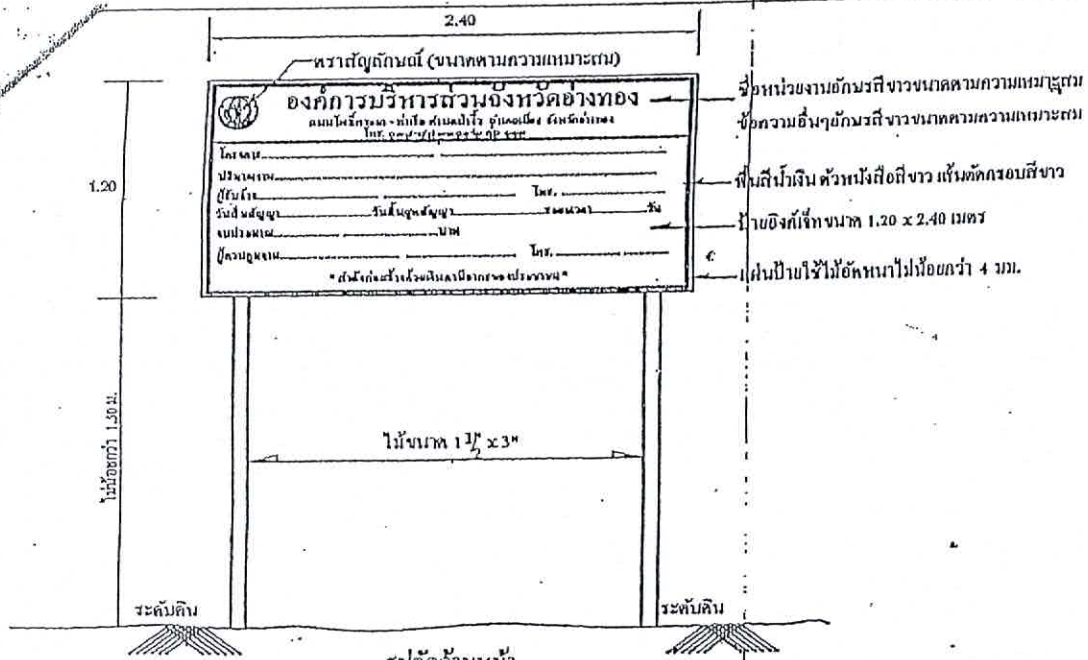 2.40
ตราสัญลักษณ์ (ขนาดตามความเหมาะสม)
องค์การบริหารส่วนจังหวัดอ่างทอง
ชื่อหน่วยงานอักษรสีขาวขนาดตามความเหมาะสม
ข้อความอื่นๆอักษรสีขาวขนาดตามความเหมาะสม
โทร.
โครงการ
ปริมาณงาน
ผู้รับจ้าง โทร.
วันเริ่มสัญญา วันสิ้นสุดสัญญา ระยะเวลา วัน
งบประมาณ บาท
ผู้ควบคุมงาน โทร.
1.20
พื้นสีน้ำเงิน ตัวหนังสือสีขาว เส้นตัดกรอบสีขาว
ป้ายอิงค์เจ็ทขนาด 1.20 x 2.40 เมตร
แผ่นป้ายใช้ไม้อัดหนาไม่น้อยกว่า 4 มม.
ไม้ขนาด 1 1/2" x 3"
ไม่น้อยกว่า 1.50 ม.
ระดับดิน ระดับดิน